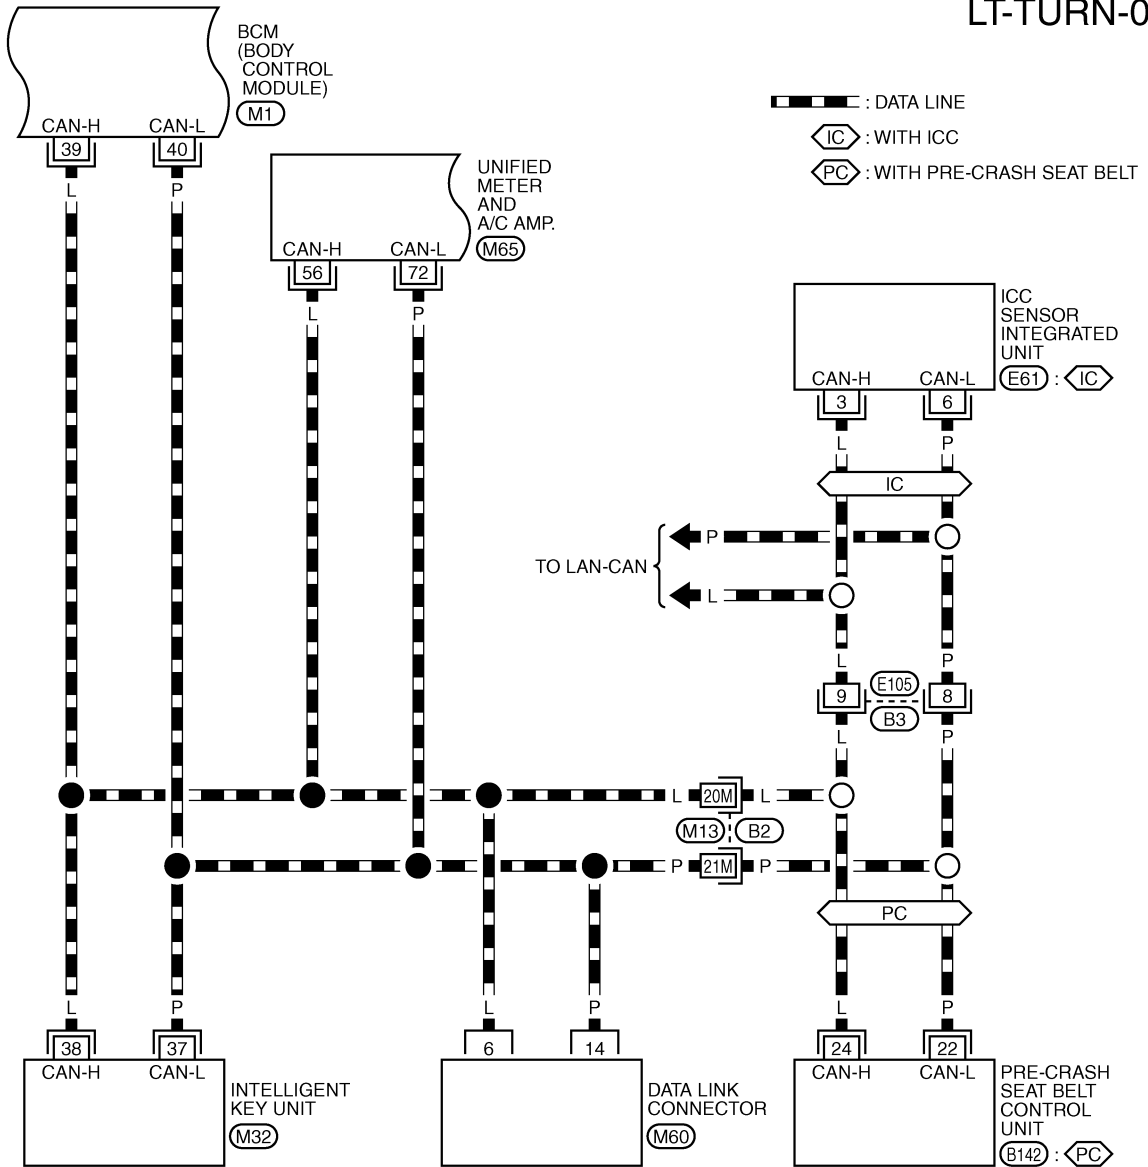 LT-TURN-0
BCM
(BODY
CONTROL
MODULE)
M1
CAN-H CAN-L
39 40
L P
: DATA LINE
IC : WITH ICC
PC : WITH PRE-CRASH SEAT BELT
UNIFIED
METER
AND
A/C AMP.
M65
CAN-H CAN-L
56 72
L P
ICC
SENSOR
INTEGRATED
UNIT
E61 : IC
CAN-H CAN-L
3 6
L P
IC
TO LAN-CAN
P
L
L P
9 E105 8
B3
L P
L 20M L
M13 B2
P 21M P
PC
L P
38 37
CAN-H CAN-L
INTELLIGENT
KEY UNIT
M32
L P
6 14
DATA LINK
CONNECTOR
M60
L P
24 22
CAN-H CAN-L
PRE-CRASH
SEAT BELT
CONTROL
UNIT
B142 : PC